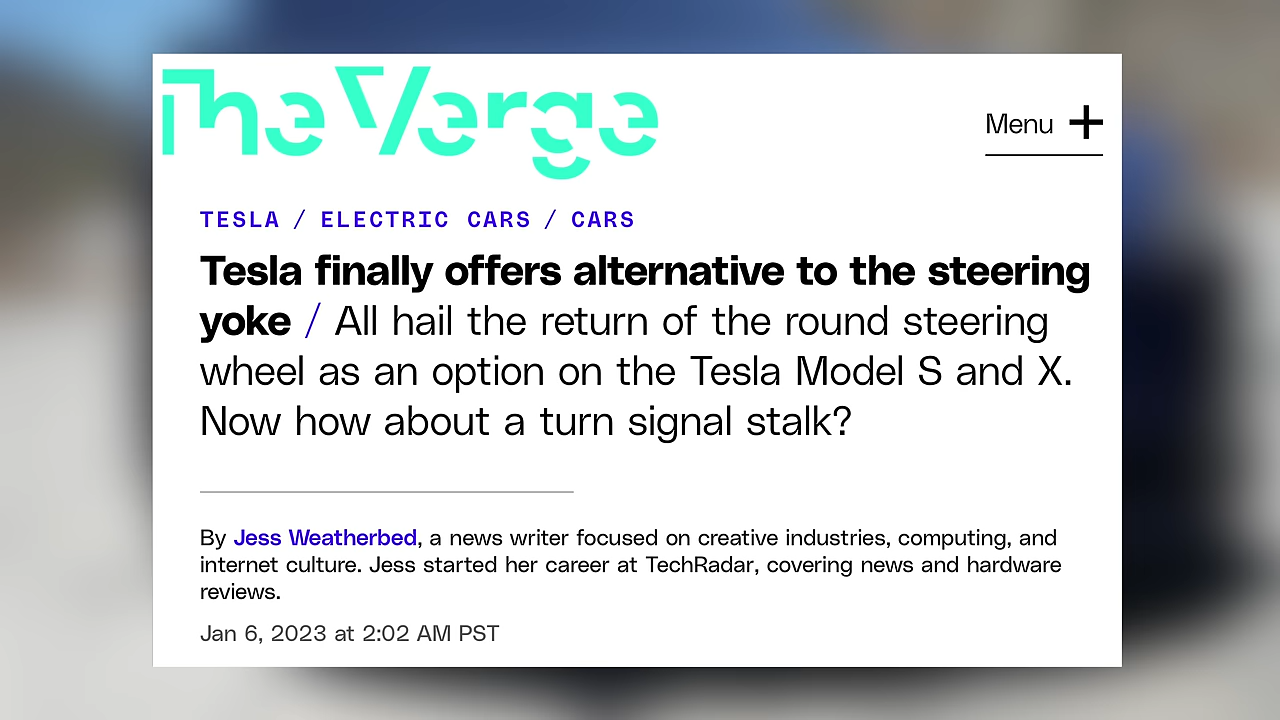 The Verge
Menu
TESLA / ELECTRIC CARS / CARS
Tesla finally offers alternative to the steering
yoke / All hail the return of the round steering
wheel as an option on the Tesla Model S and X.
Now how about a turn signal stalk?
By Jess Weatherbed, a news writer focused on creative industries, computing, and
internet culture. Jess started her career at TechRadar, covering news and hardware
reviews.
Jan 6, 2023 at 2:02 AM PST